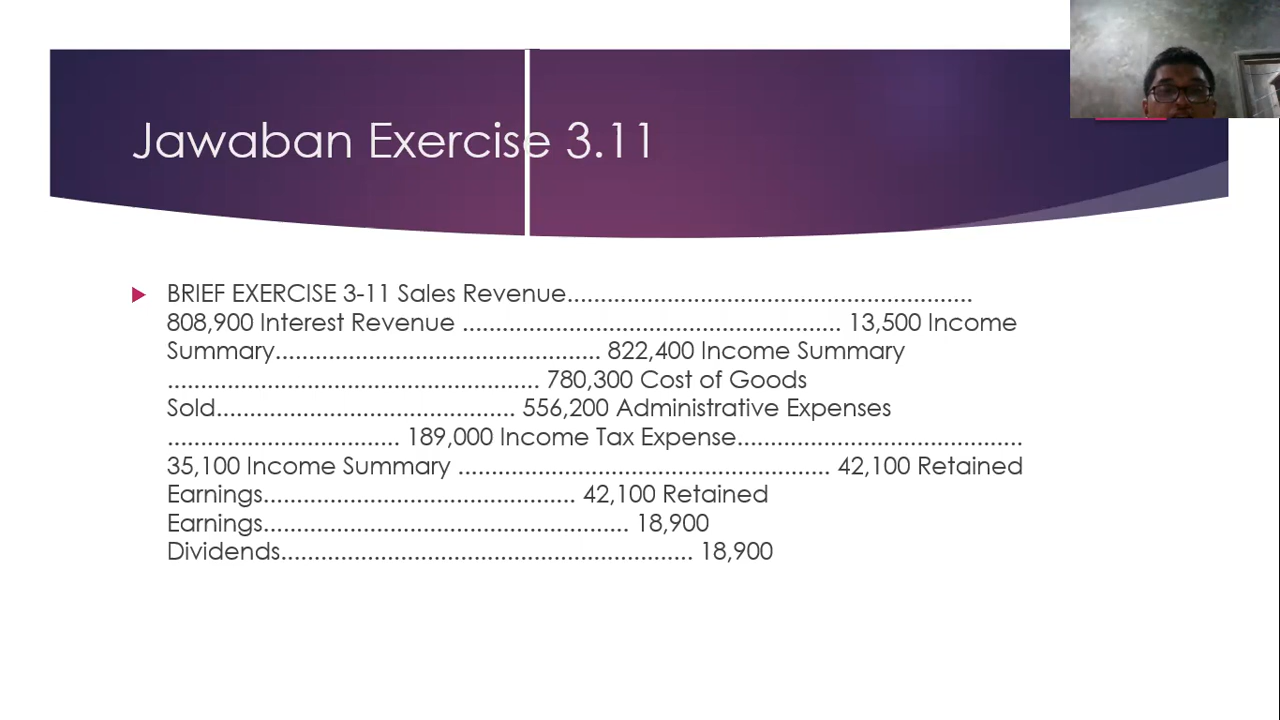 Jawaban Exercise 3.11
BRIEF EXERCISE 3-11 Sales Revenue..............................................................
808,900 Interest Revenue .......................................................... 13,500 Income
Summary.................................................. 822,400 Income Summary
......................................................... 780,300 Cost of Goods
Sold.............................................. 556,200 Administrative Expenses
................................... 189,000 Income Tax Expense...........................................
35,100 Income Summary ......................................................... 42,100 Retained
Earnings............................................... 42,100 Retained
Earnings........................................................ 18,900
Dividends............................................................... 18,900